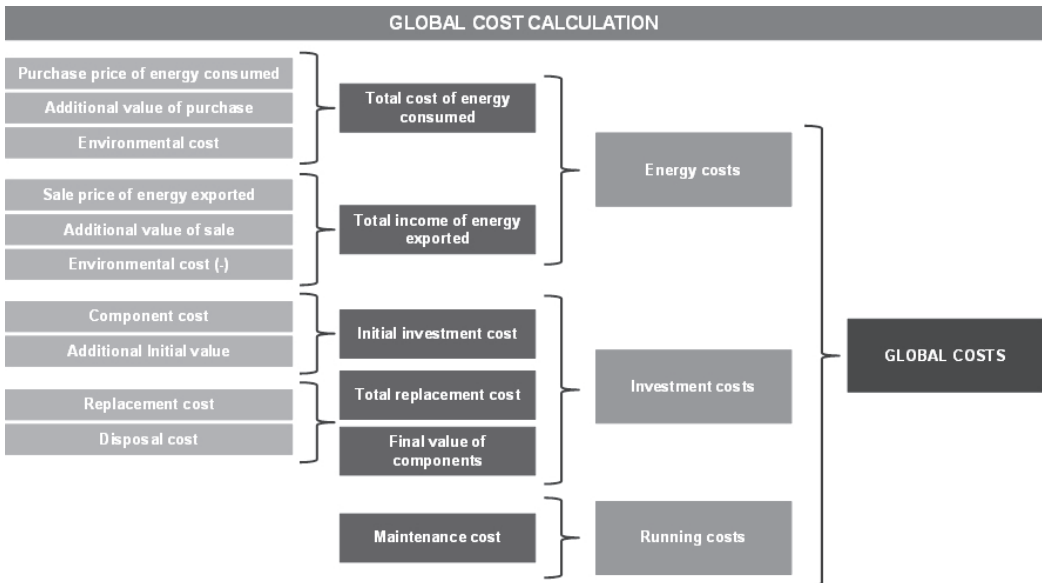 GLOBAL COST CALCULATION
Purchase price of energy consumed
Additional value of purchase
Environmental cost
Total cost of energy
consumed
Sale price of energy exported
Additional value of sale
Environmental cost (-)
Total income of energy
exported
Energy costs
Component cost
Additional Initial value
Initial investment cost
Replacement cost
Disposal cost
Total replacement cost
Final value of
components
Investment costs
Maintenance cost
Running costs
GLOBAL COSTS